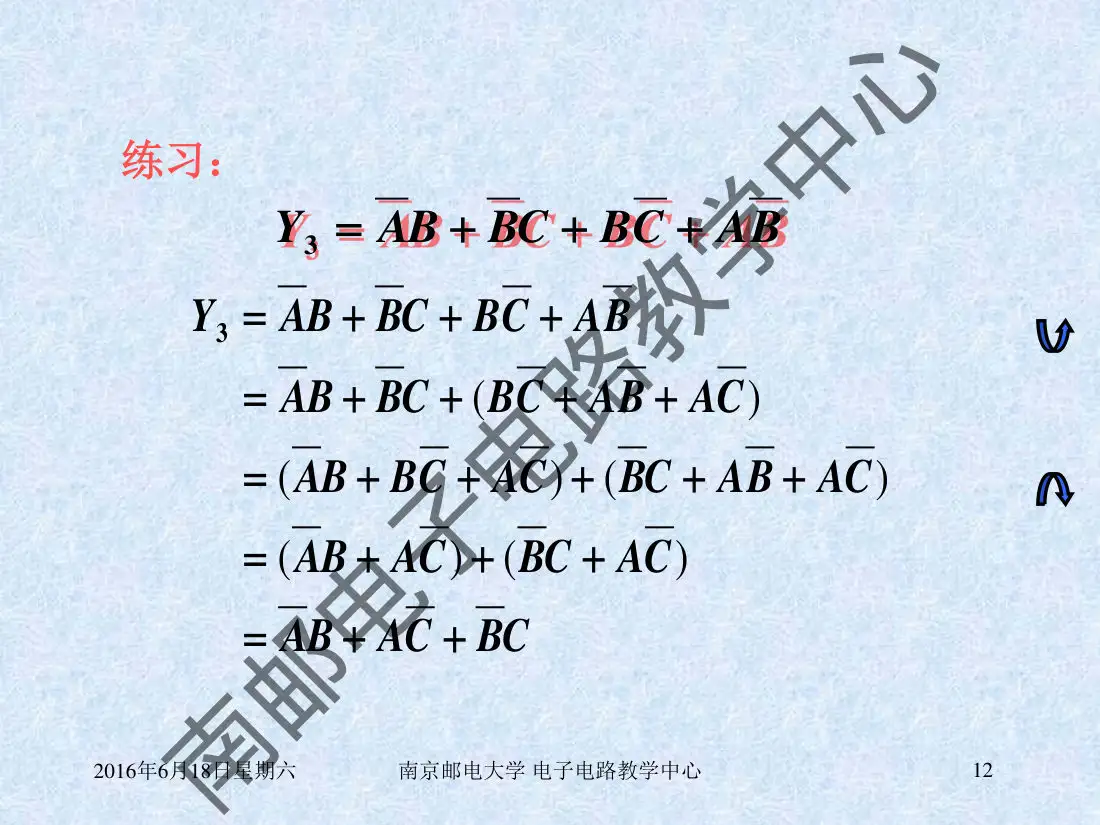 练习：
Y₃ = A̅B + B̅C + BC̅ + AB̅
Y₃ = A̅B + B̅C + BC̅ + AB̅
= A̅B + B̅C + (BC̅ + AB̅ + AC̅)
= (A̅B + BC̅ + AC̅) + (B̅C + AB̅ + AC̅)
= (A̅B + AC̅) + (B̅C + AC̅)
= A̅B + AC̅ + B̅C
南邮电子电路教学中心
2016年6月18日星期六 南京邮电大学 电子电路教学中心 12